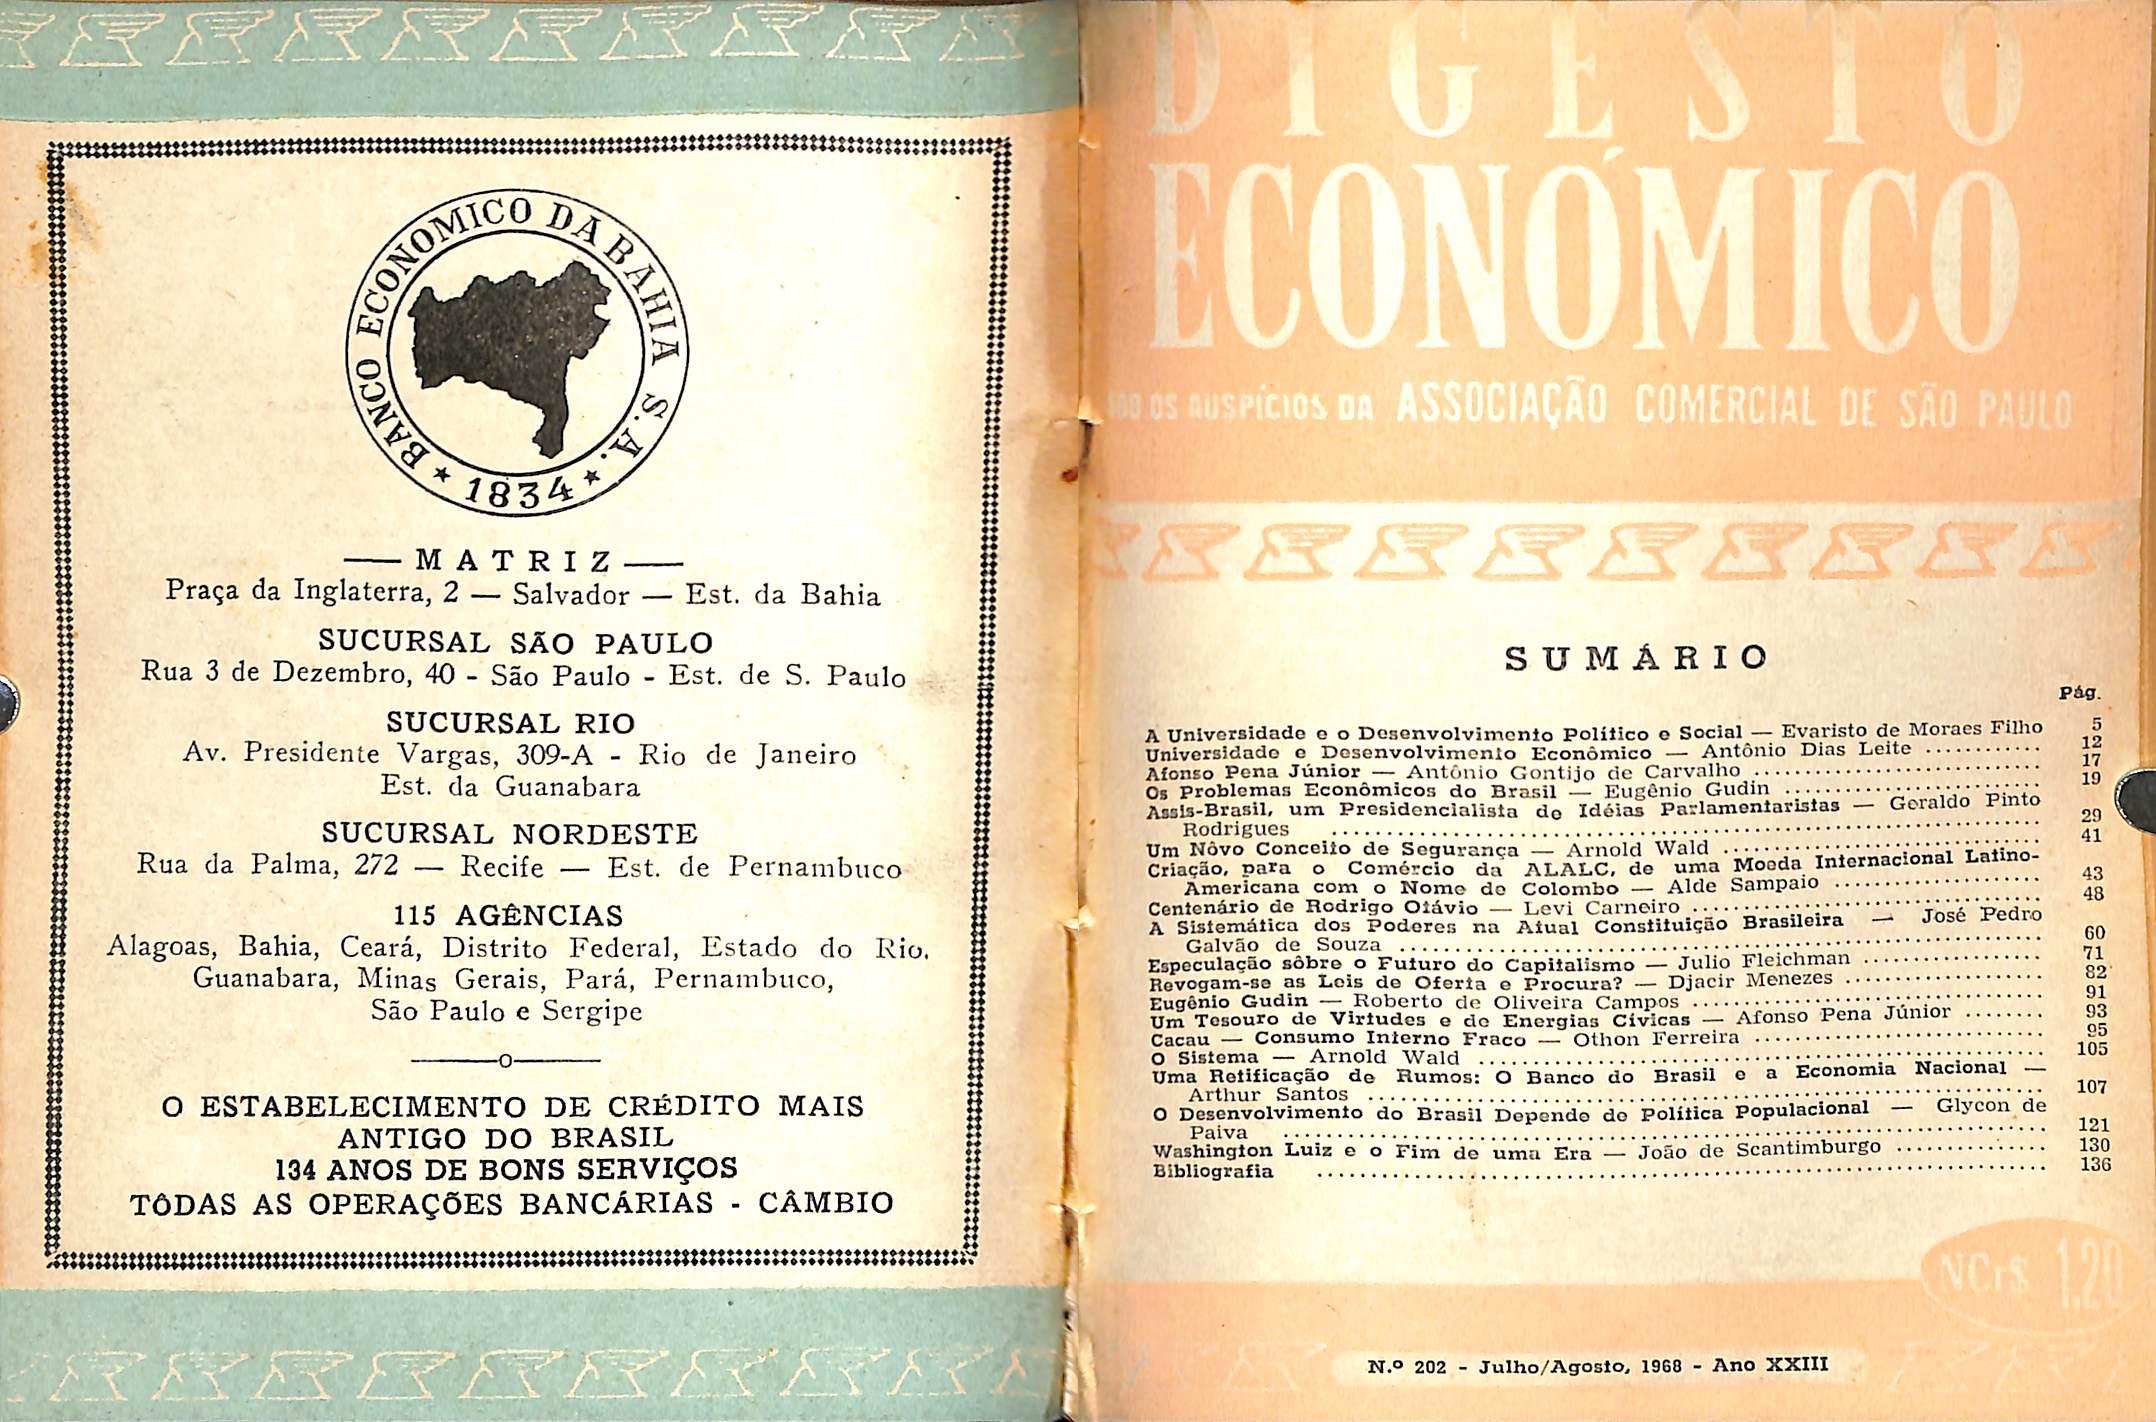 BANCO ECONOMICO DA BAHIA S.A.
★ 1834 ★
— MATRIZ —
Praça da Inglaterra, 2 — Salvador — Est. da Bahia
SUCURSAL SÃO PAULO
Rua 3 de Dezembro, 40 - São Paulo - Est. de S. Paulo
SUCURSAL RIO
Av. Presidente Vargas, 309-A - Rio de Janeiro
Est. da Guanabara
SUCURSAL NORDESTE
Rua da Palma, 272 — Recife — Est. de Pernambuco
115 AGÊNCIAS
Alagoas, Bahia, Ceará, Distrito Federal, Estado do Rio,
Guanabara, Minas Gerais, Pará, Pernambuco,
São Paulo e Sergipe
———o———
O ESTABELECIMENTO DE CRÉDITO MAIS
ANTIGO DO BRASIL
134 ANOS DE BONS SERVIÇOS
TÔDAS AS OPERAÇÕES BANCÁRIAS - CÂMBIO
DIGESTO
ECONÓMICO
OS AUSPÍCIOS DA ASSOCIAÇÃO COMERCIAL DE SÃO PAULO
SUMÁRIO
Pág.
A Universidade e o Desenvolvimento Político e Social — Evaristo de Moraes Filho 5
Universidade e Desenvolvimento Econômico — Antônio Dias Leite ............ 12
Afonso Pena Júnior — Antônio Gontijo de Carvalho ............................ 17
Os Problemas Econômicos do Brasil — Eugênio Gudin ......................... 19
Assis-Brasil, um Presidencialista de Idéias Parlamentaristas — Geraldo Pinto
Rodrigues ...................................................................... 29
Um Nôvo Conceito de Segurança — Arnold Wald ............................... 41
Criação, para o Comércio da ALALC, de uma Moeda Internacional Latino-
Americana com o Nome de Colombo — Alde Sampaio ..................... 43
Centenário de Rodrigo Otávio — Levi Carneiro .................................. 48
A Sistemática dos Poderes na Atual Constituição Brasileira — José Pedro
Galvão de Souza ............................................................... 60
Especulação sôbre o Futuro do Capitalismo — Julio Fleichman .................. 71
Revogam-se as Leis de Oferta e Procura? — Djacir Menezes .................... 82
Eugênio Gudin — Roberto de Oliveira Campos .................................. 91
Um Tesouro de Virtudes e de Energias Cívicas — Afonso Pena Júnior ........ 93
Cacau — Consumo Interno Fraco — Othon Ferreira ............................ 95
O Sistema — Arnold Wald ........................................................ 105
Uma Retificação de Rumos: O Banco do Brasil e a Economia Nacional —
Arthur Santos .................................................................. 107
O Desenvolvimento do Brasil Depende de Política Populacional — Glycon de
Paiva ........................................................................... 121
Washington Luiz e o Fim de uma Era — João de Scantimburgo ............... 130
Bibliografia ......................................................................... 136
NCr$ 1,20
N.º 202 - Julho/Agosto, 1968 - Ano XXIII